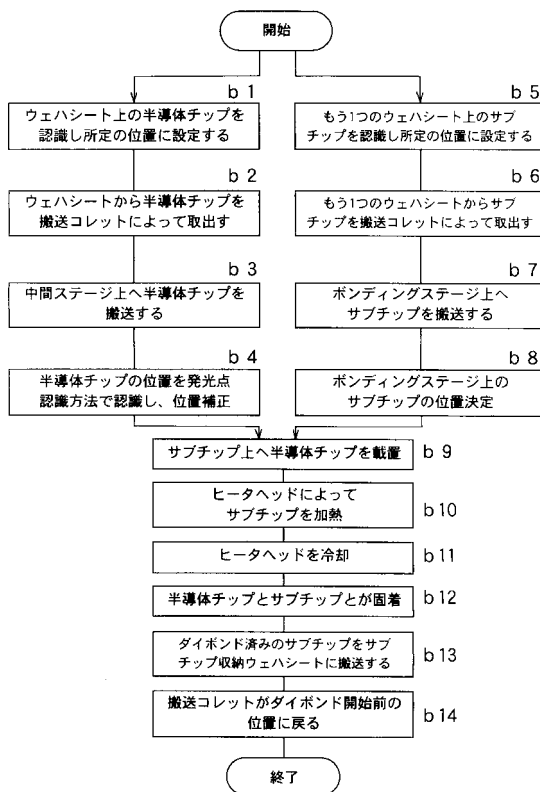 開始
b 1
ウェハシート上の半導体チップを
認識し所定の位置に設定する
b 2
ウェハシートから半導体チップを
搬送コレットによって取出す
b 3
中間ステージ上へ半導体チップを
搬送する
b 4
半導体チップの位置を発光点
認識方法で認識し、位置補正
b 5
もう1つのウェハシート上のサブ
チップを認識し所定の位置に設定する
b 6
もう1つのウェハシートからサブ
チップを搬送コレットによって取出す
b 7
ボンディングステージ上へ
サブチップを搬送する
b 8
ボンディングステージ上の
サブチップの位置決定
サブチップ上へ半導体チップを載置
b 9
ヒータヘッドによって
サブチップを加熱
b10
ヒータヘッドを冷却
b11
半導体チップとサブチップとが固着
b12
ダイボンド済みのサブチップをサブ
チップ収納ウェハシートに搬送する
b13
搬送コレットがダイボンド開始前の
位置に戻る
b14
終了